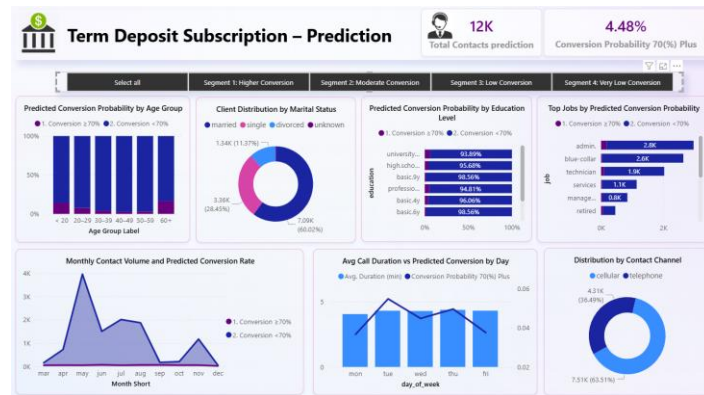 Term Deposit Subscription – Prediction
12K
Total Contacts prediction
4.48%
Conversion Probability 70(%) Plus
Select all
Segment 1: Higher Conversion
Segment 2: Moderate Conversion
Segment 3: Low Conversion
Segment 4: Very Low Conversion
Predicted Conversion Probability by Age Group
1. Conversion ≥70%
2. Conversion <70%
100%
50%
0%
< 20
20–29
30–39
40–49
50–59
60+
Age Group Label
Client Distribution by Marital Status
married
single
divorced
unknown
1.34K (11.37%)
3.36K
(28.45%)
7.09K
(60.02%)
Predicted Conversion Probability by Education
Level
1. Conversion ≥70%
2. Conversion <70%
education
university...
93.89%
high.scho...
95.68%
basic.9y
98.56%
professio...
94.81%
basic.4y
96.06%
basic.6y
98.56%
0%
50%
100%
Top Jobs by Predicted Conversion Probability
1. Conversion ≥70%
2. Conversion <70%
job
admin.
2.8K
blue-collar
2.6K
technician
1.9K
services
1.1K
manage...
0.8K
retired
0K
2K
Monthly Contact Volume and Predicted Conversion Rate
4K
3K
2K
1K
0K
mar
apr
may
jun
jul
aug
sep
oct
nov
dec
Month Short
1. Conversion ≥70%
2. Conversion <70%
Avg Call Duration vs Predicted Conversion by Day
Avg. Duration (min)
Conversion Probability 70(%) Plus
5
0
0.06
0.04
0.02
mon
tue
wed
thu
fri
day_of_week
Distribution by Contact Channel
cellular
telephone
4.31K
(36.49%)
7.51K (63.51%)